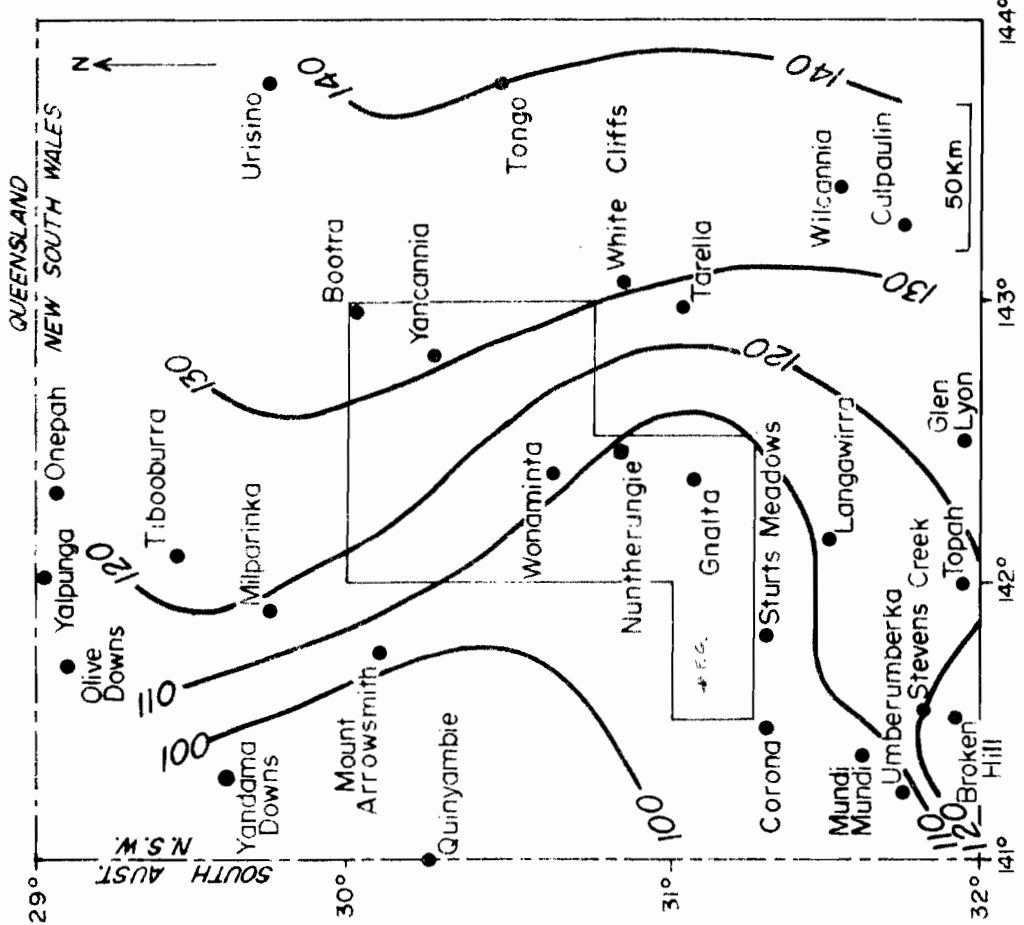 QUEENSLAND
NEW SOUTH WALES
N
29°
Yalpunga
Onepah
Olive
Downs
120
Tibooburra
130
Urisino
140
110
Milparinka
100
Yandama
Downs
SOUTH AUST.
N.S.W.
30°
Bootra
Mount
Arrowsmith
Yancannia
Quinyambie
Tongo
Wonaminta
White Cliffs
Nuntherungie
100
31°
Gnalta
Tarella
Corona
Sturts Meadows
120
140
Langawirra
Wilcannia
Mundi
Mundi
Umberumberka
Culpaulin
Stevens Creek
130
110
120
Broken
Hill
Topah
Glen
Lyon
50Km
32°
141°
142°
143°
144°